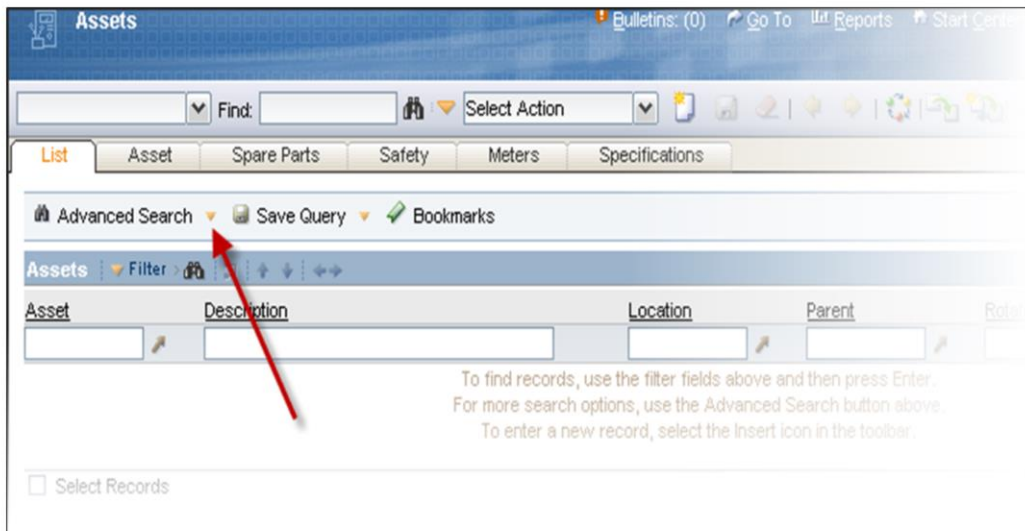 Assets Bulletins: (0) Go To Reports Start Center
Find: Select Action
List Asset Spare Parts Safety Meters Specifications
Advanced Search Save Query Bookmarks
Assets Filter
Asset Description Location Parent
To find records, use the filter fields above and then press Enter.
For more search options, use the Advanced Search button above.
To enter a new record, select the Insert icon in the toolbar.
Select Records